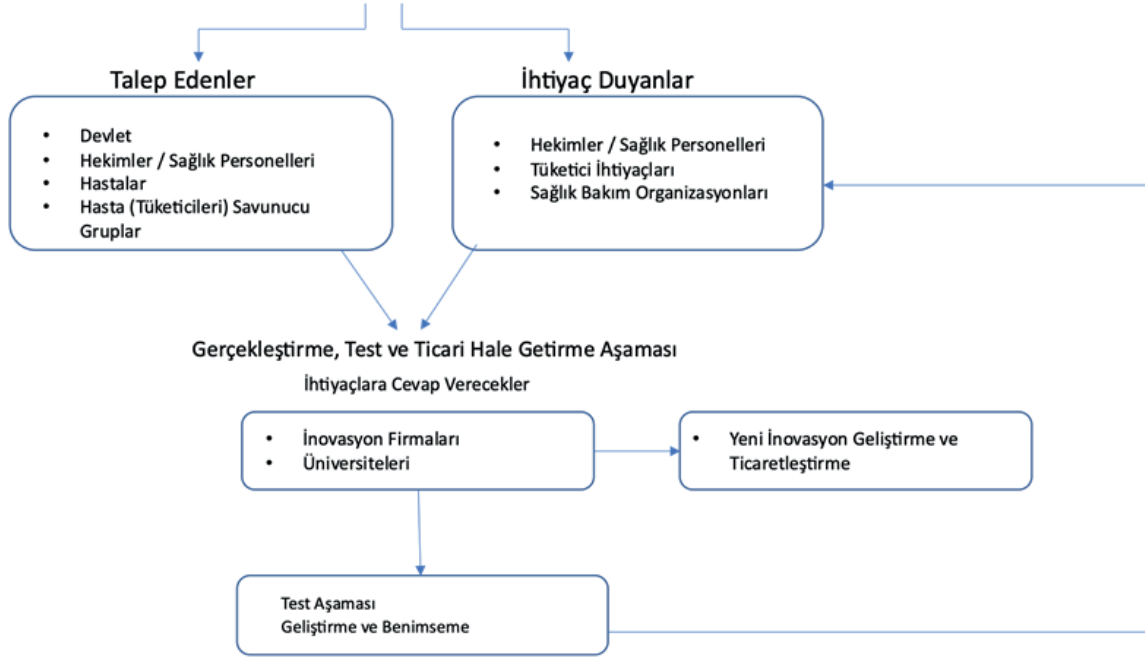 Talep Edenler
• Devlet
• Hekimler / Sağlık Personelleri
• Hastalar
• Hasta (Tüketicileri) Savunucu
Gruplar
İhtiyaç Duyanlar
• Hekimler / Sağlık Personelleri
• Tüketici İhtiyaçları
• Sağlık Bakım Organizasyonları
Gerçekleştirme, Test ve Ticari Hale Getirme Aşaması
İhtiyaçlara Cevap Verecekler
• İnovasyon Firmaları
• Üniversiteleri
• Yeni İnovasyon Geliştirme ve
Ticaretleştirme
Test Aşaması
Geliştirme ve Benimseme